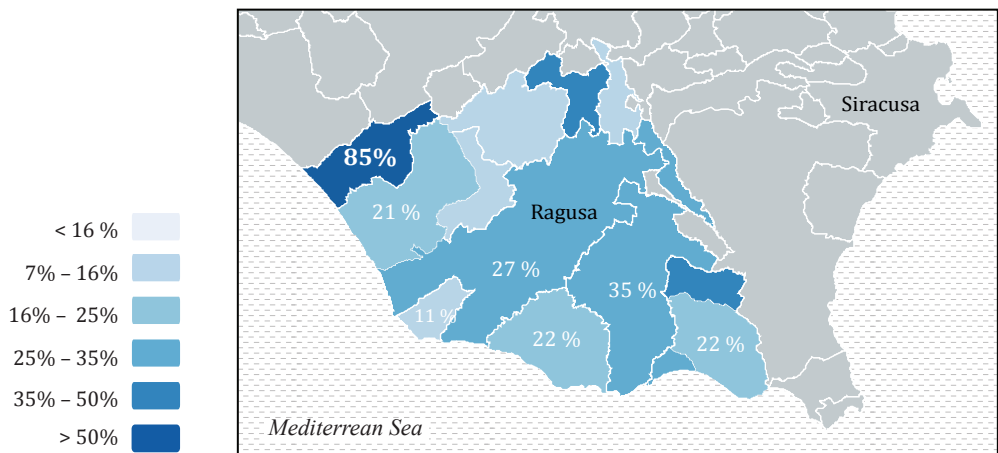 < 16 %
7% – 16%
16% – 25%
25% – 35%
35% – 50%
> 50%
Siracusa
85%
21 %
Ragusa
27 %
35 %
11 %
22 %
22 %
Mediterrean Sea